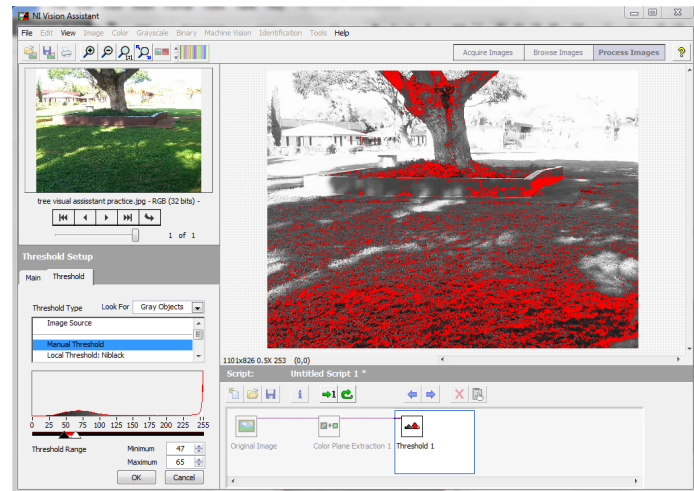 NI Vision Assistant
File Edit View Image Color Grayscale Binary Machine Vision Identification Tools Help
1:1
Acquire Images Browse Images Process Images
tree visual assistant practice.jpg - RGB (32 bits) -
1 of 1
Threshold Setup
Main Threshold
Threshold Type Look For Gray Objects
Image Source
Manual Threshold
Local Threshold: Niblack
0 25 50 75 100 125 150 175 200 225 255
Threshold Range Minimum 47
Maximum 65
OK Cancel
1101x826 0.5X 253 (0,0)
Script: Untitled Script 1 *
Original Image Color Plane Extraction 1 Threshold 1